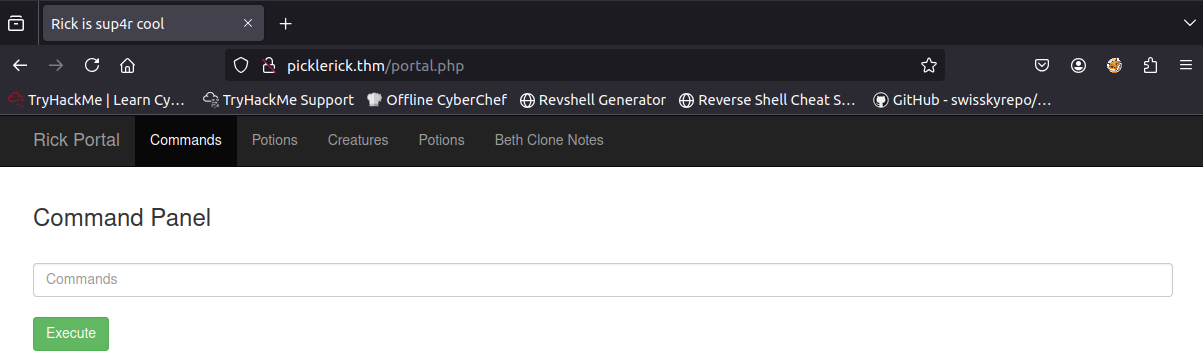 Rick is sup4r cool
picklerick.thm/portal.php
TryHackMe | Learn Cy… TryHackMe Support Offline CyberChef Revshell Generator Reverse Shell Cheat S… GitHub - swisskyrepo/…
Rick Portal Commands Potions Creatures Potions Beth Clone Notes
Command Panel
Commands
Execute